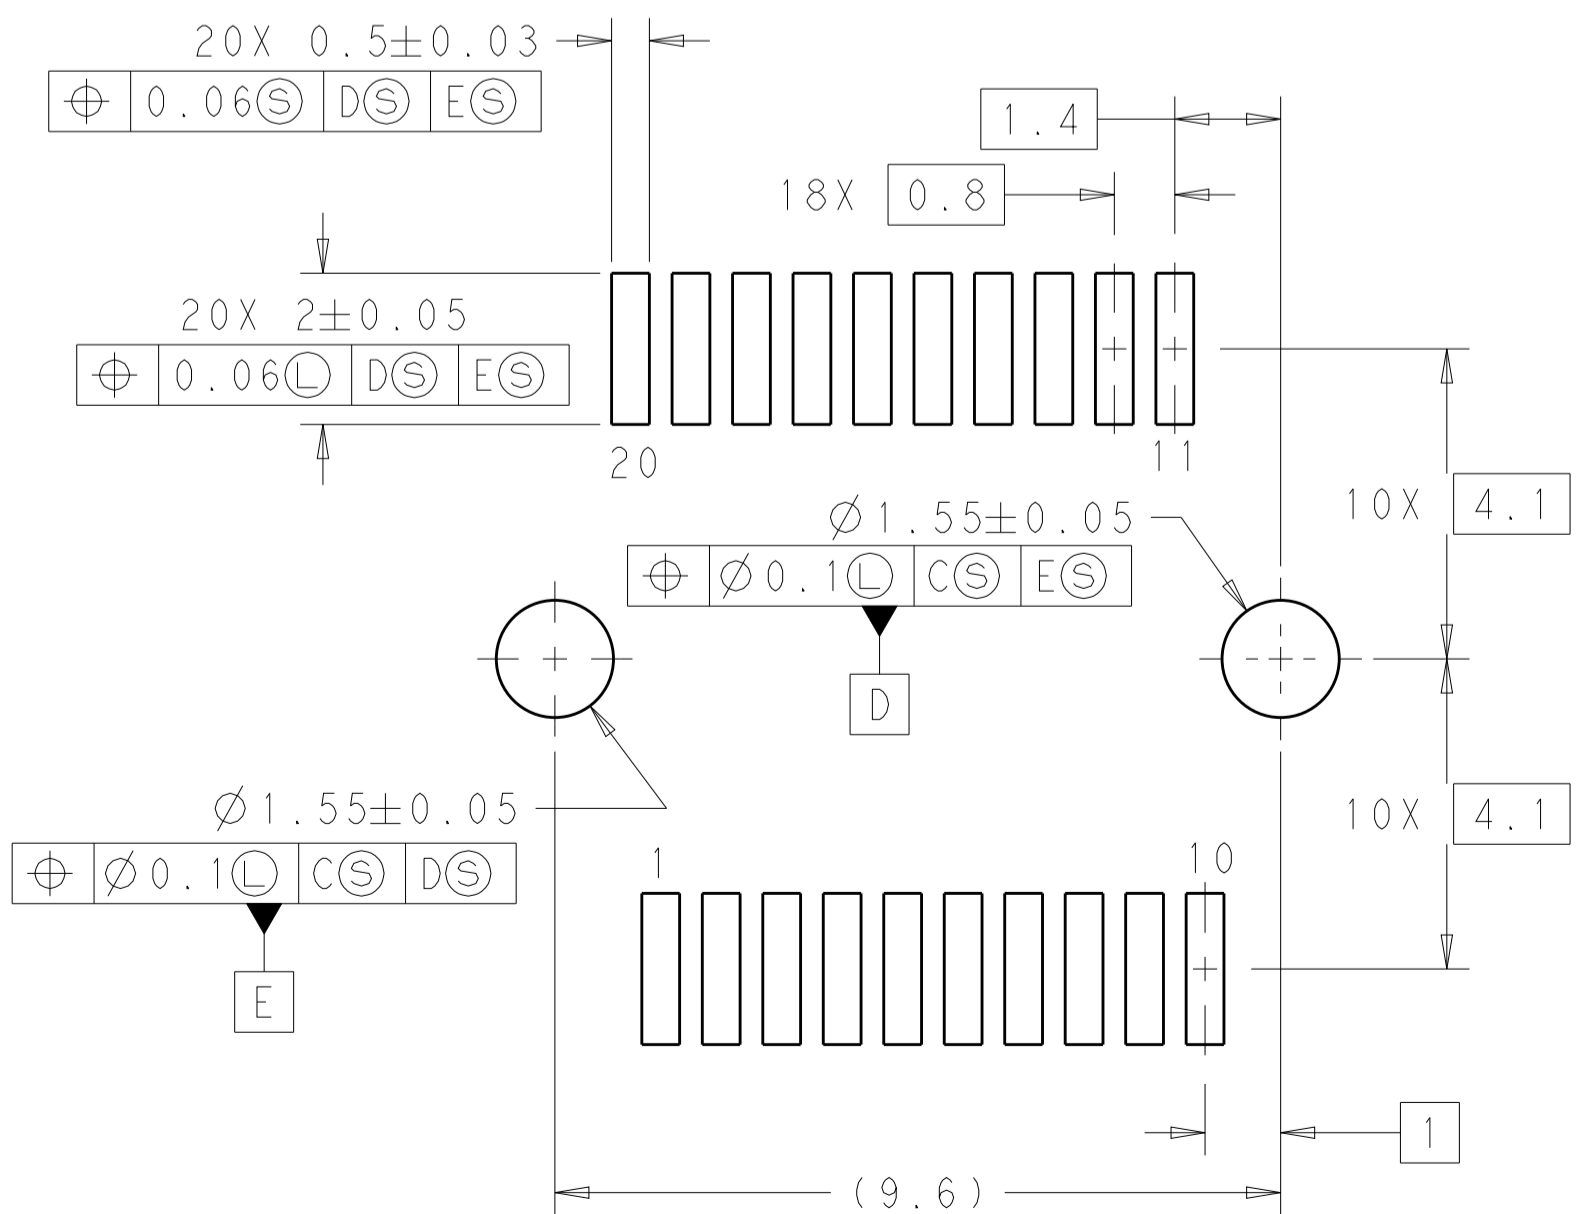 20X 0.5±0.03
⌖ 0.06Ⓢ DⓈ EⓈ
1.4
18X 0.8
20X 2±0.05
⌖ 0.06Ⓛ DⓈ EⓈ
20
11
Ø1.55±0.05
⌖ Ø0.1Ⓛ CⓈ EⓈ
10X 4.1
D
Ø1.55±0.05
⌖ Ø0.1Ⓛ CⓈ DⓈ
10X 4.1
E
1
10
1
(9.6)